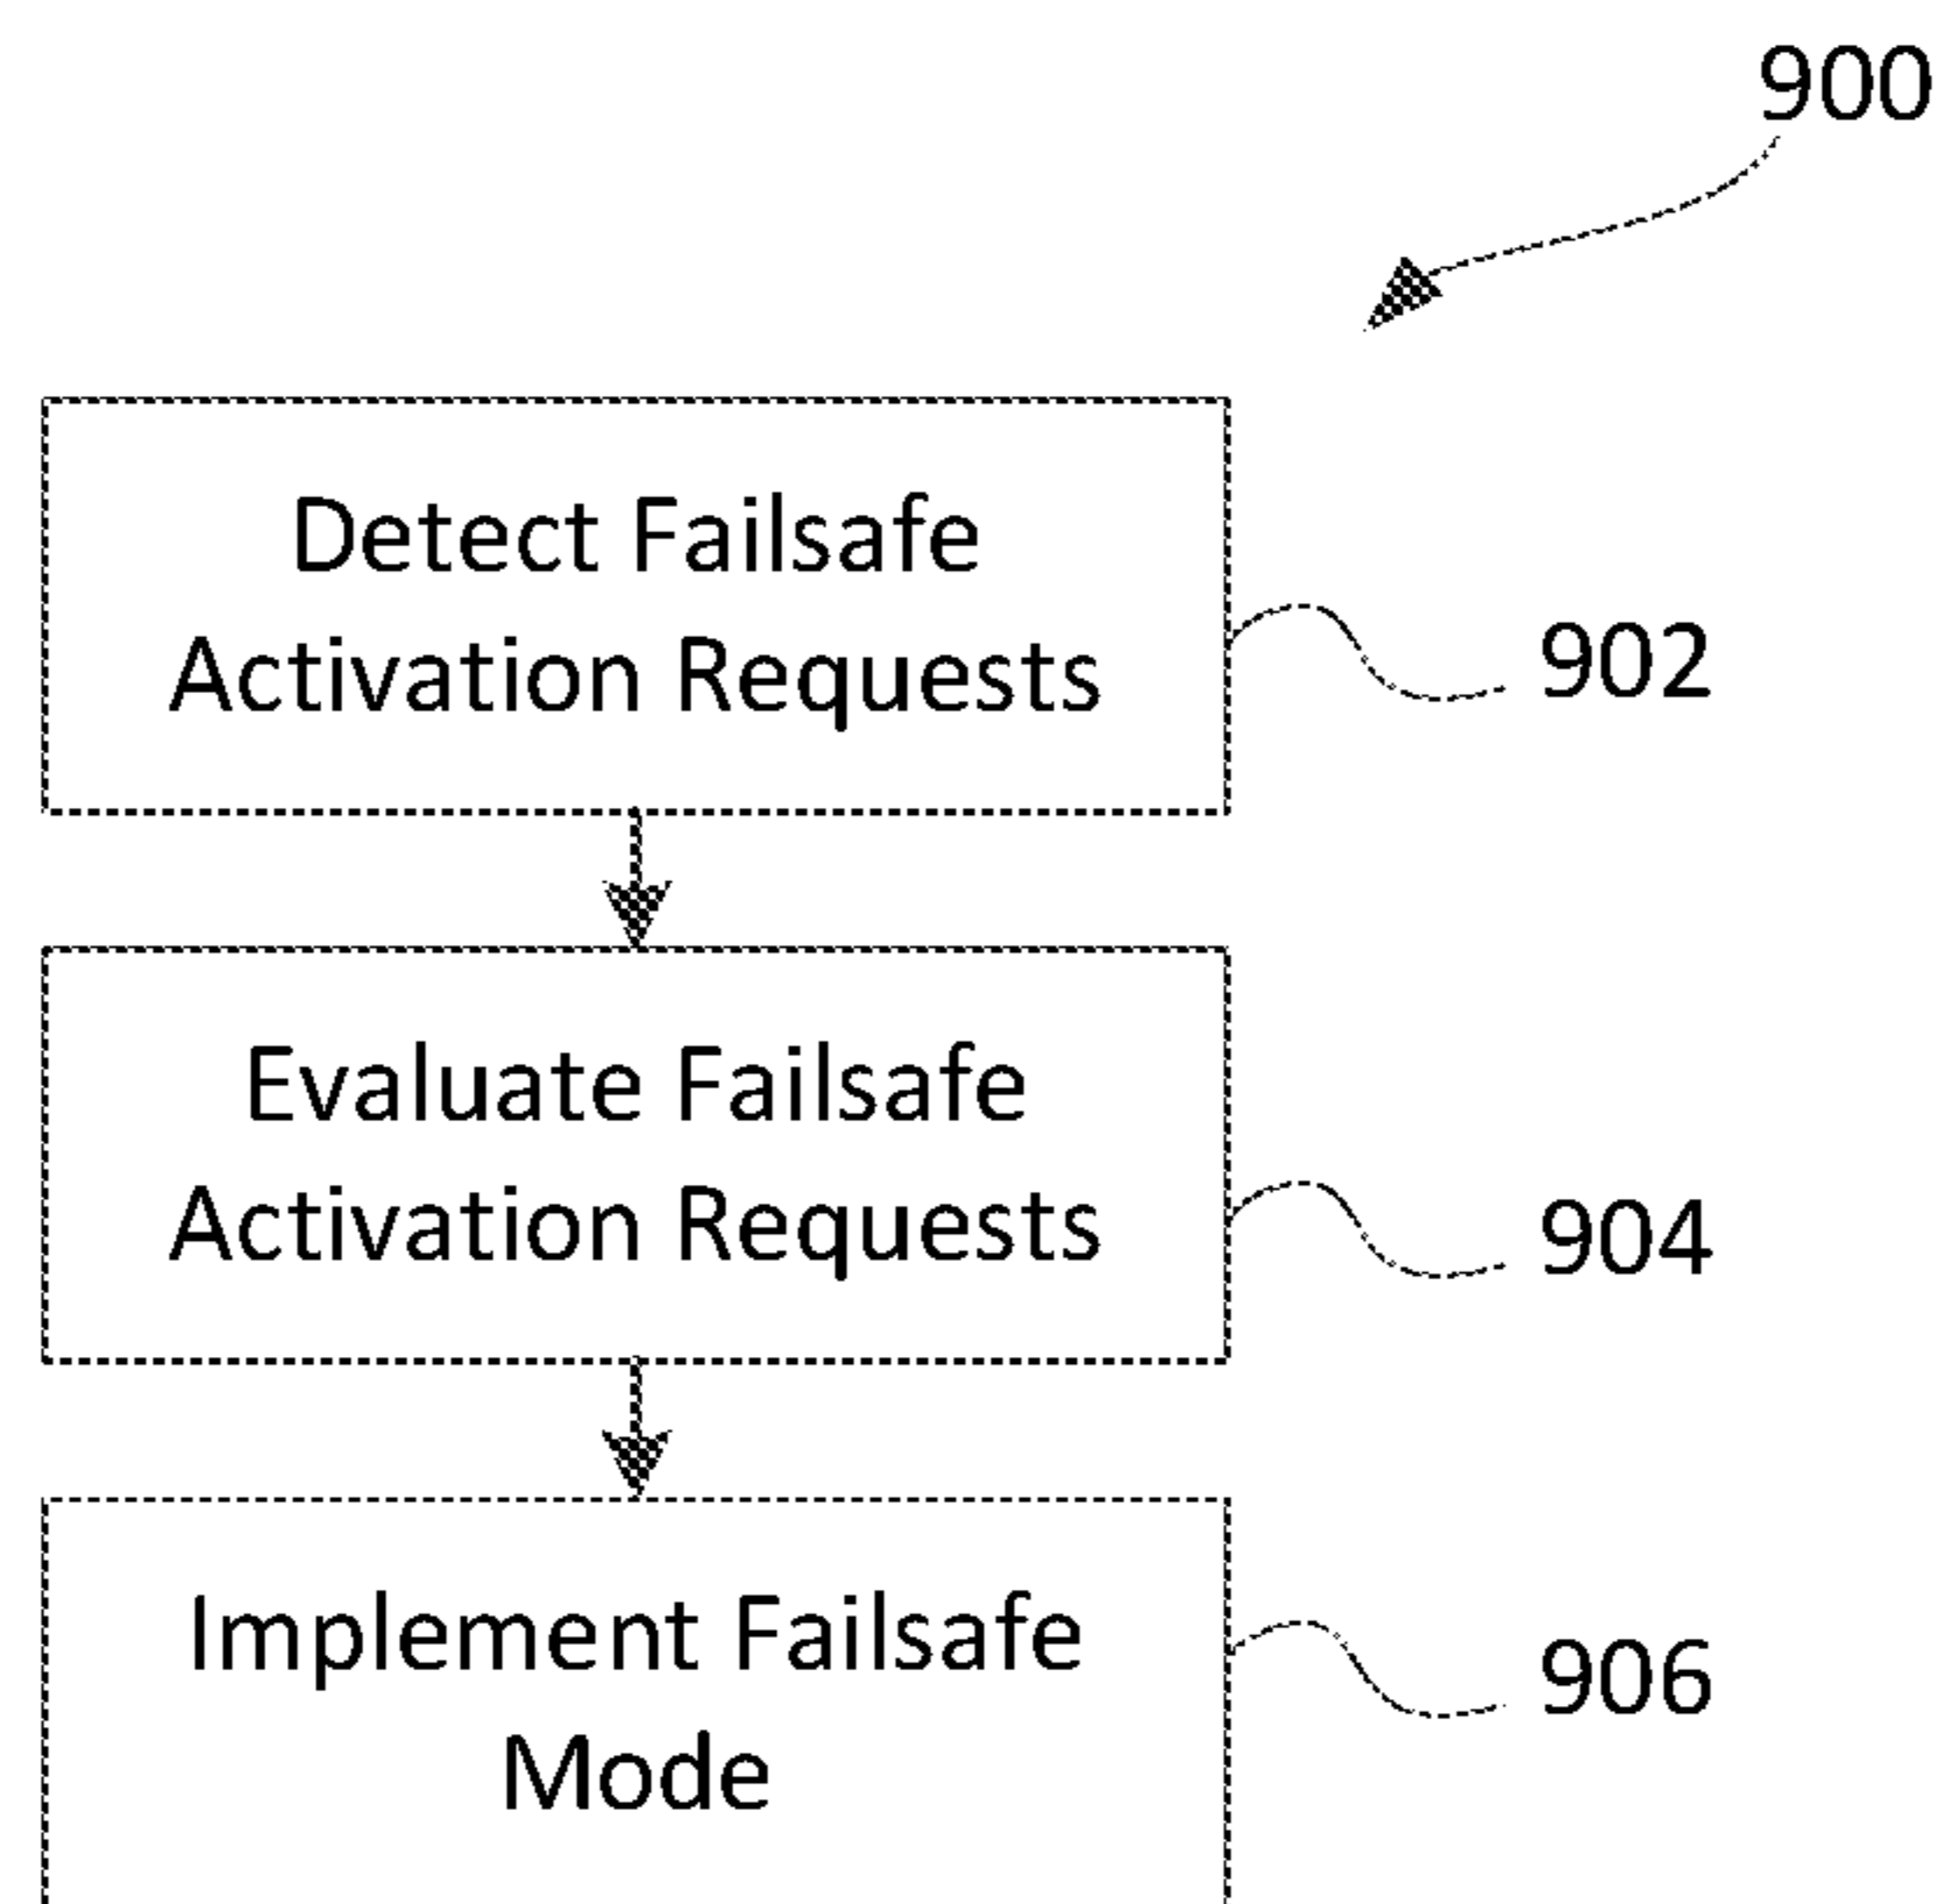 900
Detect Failsafe
Activation Requests
902
Evaluate Failsafe
Activation Requests
904
Implement Failsafe
Mode
906